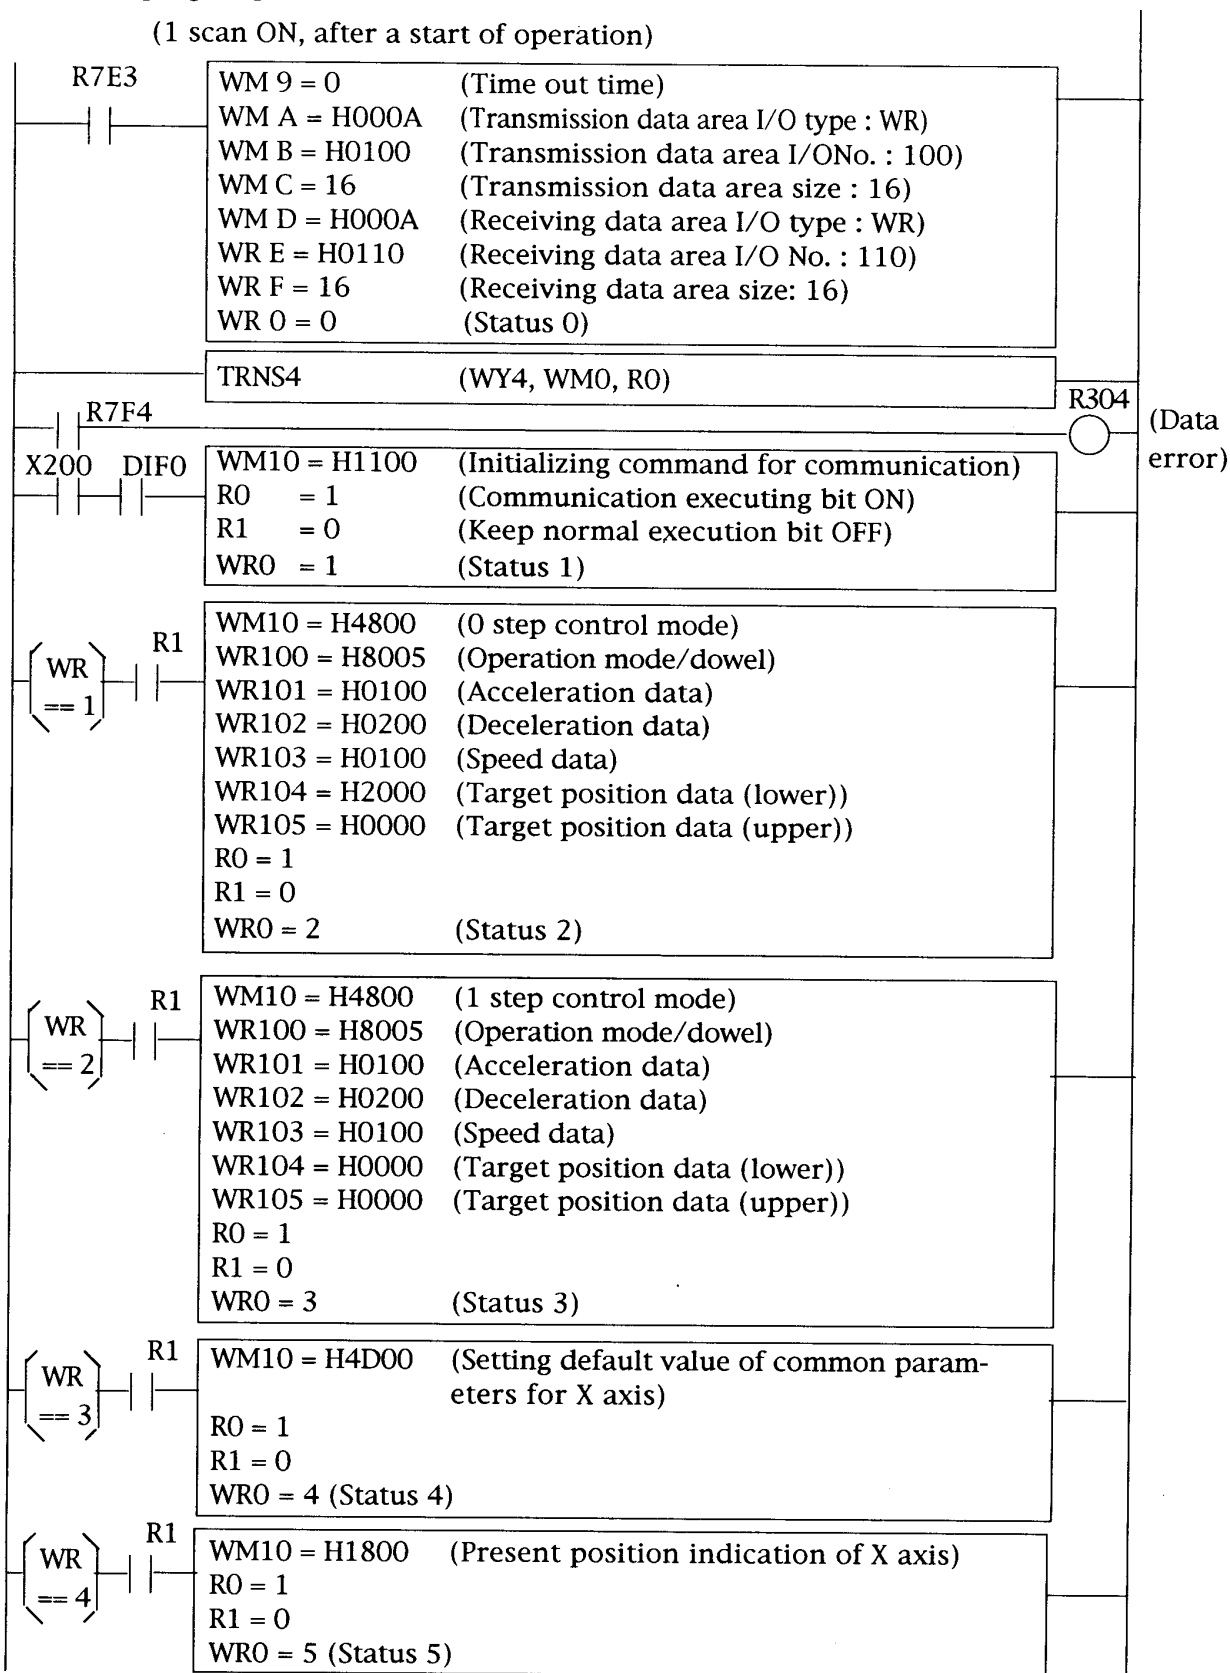 (1 scan ON, after a start of operation)
R7E3
WM 9 = 0 (Time out time)
WM A = H000A (Transmission data area I/O type : WR)
WM B = H0100 (Transmission data area I/ONo. : 100)
WM C = 16 (Transmission data area size : 16)
WM D = H000A (Receiving data area I/O type : WR)
WR E = H0110 (Receiving data area I/O No. : 110)
WR F = 16 (Receiving data area size: 16)
WR 0 = 0 (Status 0)
TRNS4 (WY4, WM0, R0)
R7F4 R304 (Data
error)
X200 DIF0 WM10 = H1100 (Initializing command for communication)
R0 = 1 (Communication executing bit ON)
R1 = 0 (Keep normal execution bit OFF)
WR0 = 1 (Status 1)
WR
== 1
R1
WM10 = H4800 (0 step control mode)
WR100 = H8005 (Operation mode/dowel)
WR101 = H0100 (Acceleration data)
WR102 = H0200 (Deceleration data)
WR103 = H0100 (Speed data)
WR104 = H2000 (Target position data (lower))
WR105 = H0000 (Target position data (upper))
R0 = 1
R1 = 0
WR0 = 2 (Status 2)
WR
== 2
R1
WM10 = H4800 (1 step control mode)
WR100 = H8005 (Operation mode/dowel)
WR101 = H0100 (Acceleration data)
WR102 = H0200 (Deceleration data)
WR103 = H0100 (Speed data)
WR104 = H0000 (Target position data (lower))
WR105 = H0000 (Target position data (upper))
R0 = 1
R1 = 0
WR0 = 3 (Status 3)
WR
== 3
R1
WM10 = H4D00 (Setting default value of common param-
eters for X axis)
R0 = 1
R1 = 0
WR0 = 4 (Status 4)
WR
== 4
R1
WM10 = H1800 (Present position indication of X axis)
R0 = 1
R1 = 0
WR0 = 5 (Status 5)